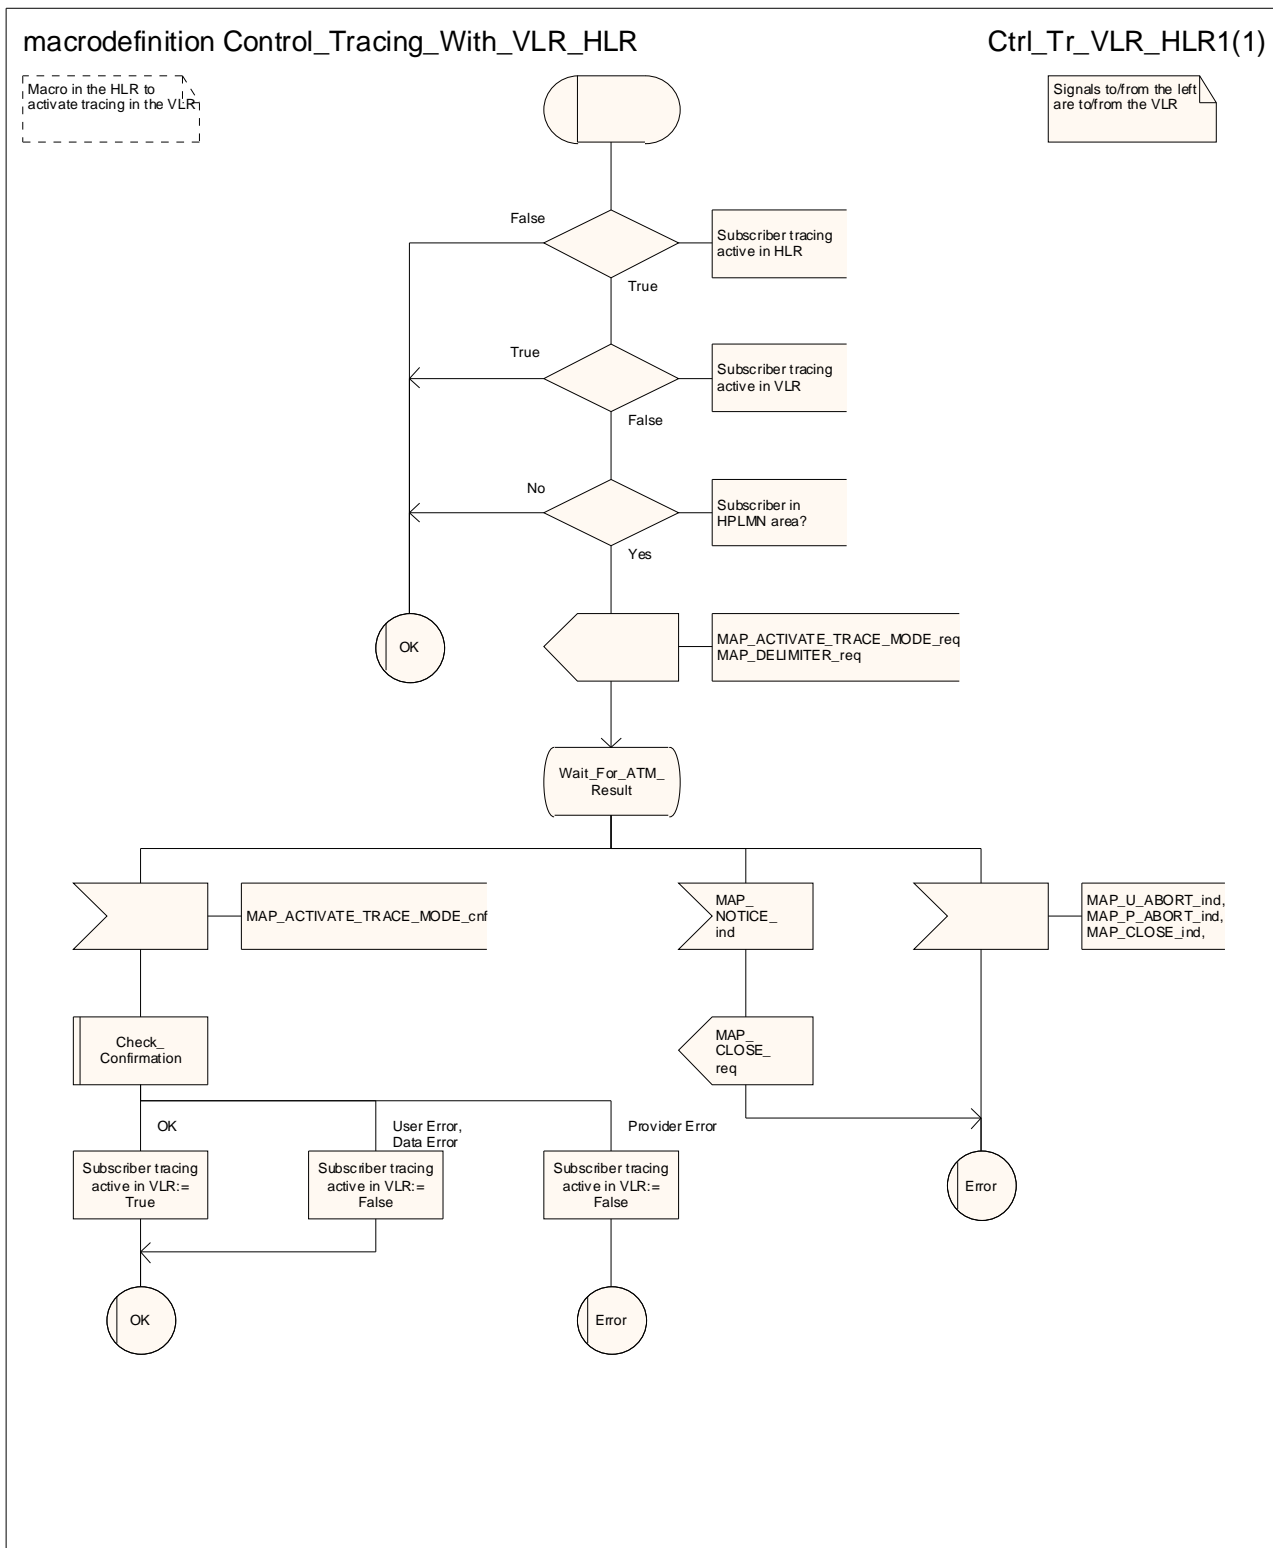 macrodefinition Control_Tracing_With_VLR_HLR
Ctrl_Tr_VLR_HLR1(1)
Macro in the HLR to
activate tracing in the VLR
Signals to/from the left
are to/from the VLR
False
Subscriber tracing
active in HLR
True
True
Subscriber tracing
active in VLR
False
No
Subscriber in
HPLMN area?
Yes
OK
MAP_ACTIVATE_TRACE_MODE_req
MAP_DELIMITER_req
Wait_For_ATM_
Result
MAP_ACTIVATE_TRACE_MODE_cnf
MAP_
NOTICE_
ind
MAP_U_ABORT_ind,
MAP_P_ABORT_ind,
MAP_CLOSE_ind,
Check_
Confirmation
MAP_
CLOSE_
req
OK
User Error,
Data Error
Provider Error
Subscriber tracing
active in VLR:=
True
Subscriber tracing
active in VLR:=
False
Subscriber tracing
active in VLR:=
False
Error
OK
Error